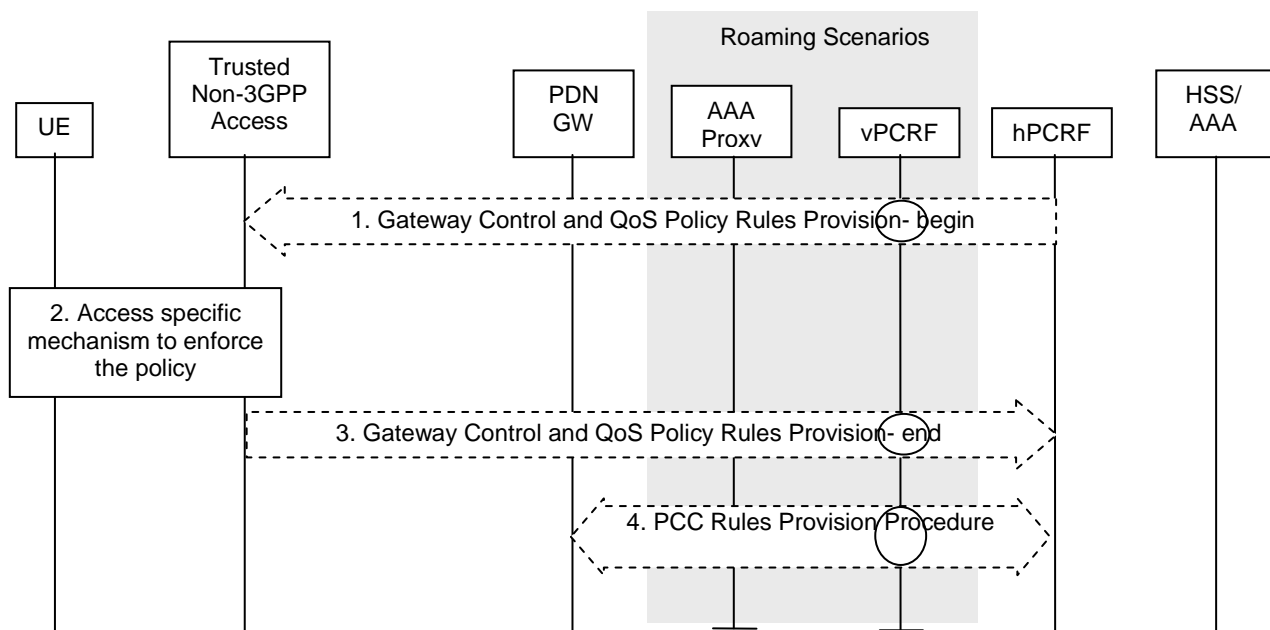 Roaming Scenarios
UE
Trusted
Non-3GPP
Access
PDN
GW
AAA
Proxv
vPCRF
hPCRF
HSS/
AAA
1. Gateway Control and QoS Policy Rules Provision- begin
2. Access specific
mechanism to enforce
the policy
3. Gateway Control and QoS Policy Rules Provision- end
4. PCC Rules Provision Procedure